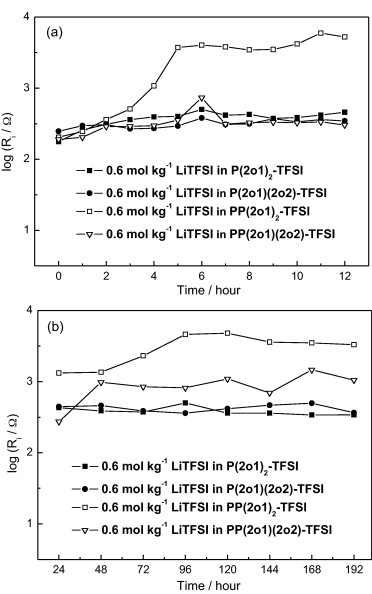 4
(a)
3
2
1
log (Rᵢ / Ω)
0.6 mol kg⁻¹ LiTFSI in P(2o1)₂-TFSI
0.6 mol kg⁻¹ LiTFSI in P(2o1)(2o2)-TFSI
0.6 mol kg⁻¹ LiTFSI in PP(2o1)₂-TFSI
0.6 mol kg⁻¹ LiTFSI in PP(2o1)(2o2)-TFSI
0 2 4 6 8 10 12
Time / hour
4
(b)
3
2
1
log (Rᵢ / Ω)
0.6 mol kg⁻¹ LiTFSI in P(2o1)₂-TFSI
0.6 mol kg⁻¹ LiTFSI in P(2o1)(2o2)-TFSI
0.6 mol kg⁻¹ LiTFSI in PP(2o1)₂-TFSI
0.6 mol kg⁻¹ LiTFSI in PP(2o1)(2o2)-TFSI
24 48 72 96 120 144 168 192
Time / hour